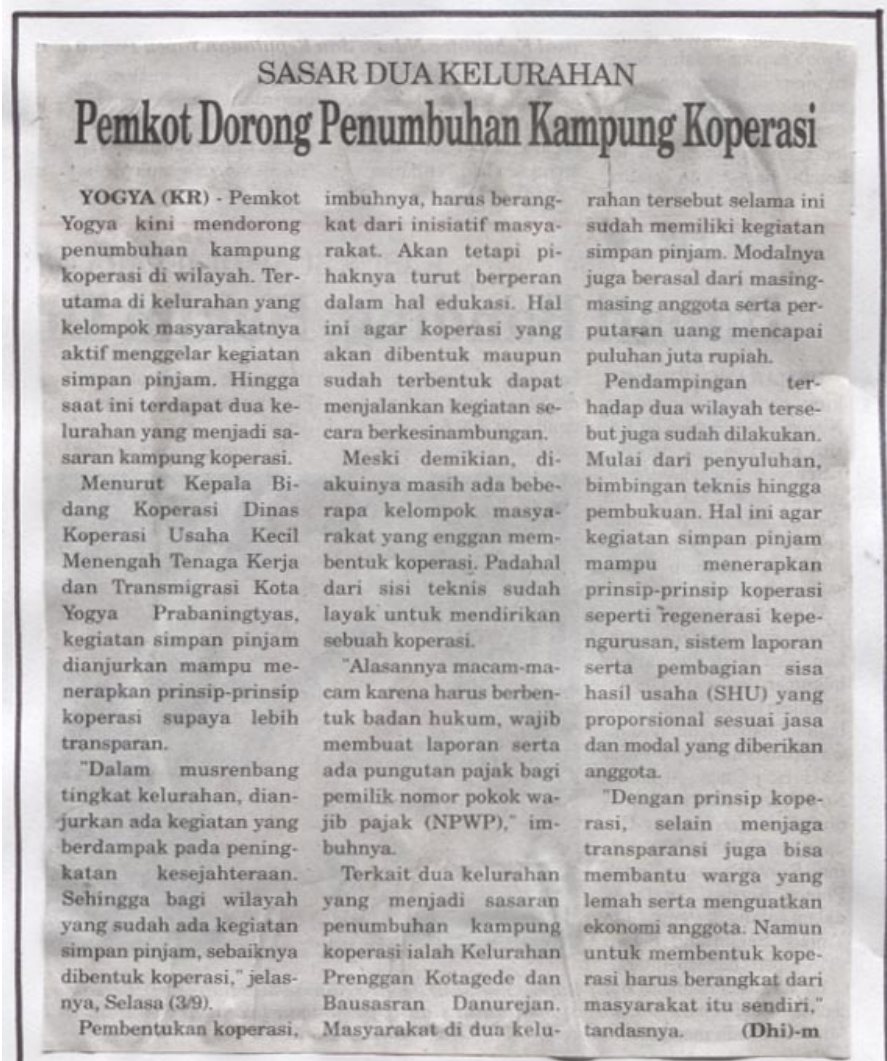 SASAR DUA KELURAHAN
Pemkot Dorong Penumbuhan Kampung Koperasi
YOGYA (KR) - Pemkot
Yogya kini mendorong
penumbuhan kampung
koperasi di wilayah. Ter-
utama di kelurahan yang
kelompok masyarakatnya
aktif menggelar kegiatan
simpan pinjam. Hingga
saat ini terdapat dua ke-
lurahan yang menjadi sa-
saran kampung koperasi.
Menurut Kepala Bi-
dang Koperasi Dinas
Koperasi Usaha Kecil
Menengah Tenaga Kerja
dan Transmigrasi Kota
Yogya Prabaningtyas,
kegiatan simpan pinjam
dianjurkan mampu me-
nerapkan prinsip-prinsip
koperasi supaya lebih
transparan.
"Dalam musrenbang
tingkat kelurahan, dian-
jurkan ada kegiatan yang
berdampak pada pening-
katan kesejahteraan.
Sehingga bagi wilayah
yang sudah ada kegiatan
simpan pinjam, sebaiknya
dibentuk koperasi," jelas-
nya, Selasa (3/9).
Pembentukan koperasi,
imbuhnya, harus berang-
kat dari inisiatif masya-
rakat. Akan tetapi pi-
haknya turut berperan
dalam hal edukasi. Hal
ini agar koperasi yang
akan dibentuk maupun
sudah terbentuk dapat
menjalankan kegiatan se-
cara berkesinambungan.
Meski demikian, di-
akuinya masih ada bebe-
rapa kelompok masya-
rakat yang enggan mem-
bentuk koperasi. Padahal
dari sisi teknis sudah
layak untuk mendirikan
sebuah koperasi.
"Alasannya macam-ma-
cam karena harus berben-
tuk badan hukum, wajib
membuat laporan serta
ada pungutan pajak bagi
pemilik nomor pokok wa-
jib pajak (NPWP)," im-
buhnya.
Terkait dua kelurahan
yang menjadi sasaran
penumbuhan kampung
koperasi ialah Kelurahan
Prenggan Kotagede dan
Bausasran Danurejan.
Masyarakat di dua kelu-
rahan tersebut selama ini
sudah memiliki kegiatan
simpan pinjam. Modalnya
juga berasal dari masing-
masing anggota serta per-
putaran uang mencapai
puluhan juta rupiah.
Pendampingan ter-
hadap dua wilayah terse-
but juga sudah dilakukan.
Mulai dari penyuluhan,
bimbingan teknis hingga
pembukuan. Hal ini agar
kegiatan simpan pinjam
mampu menerapkan
prinsip-prinsip koperasi
seperti regenerasi kepe-
ngurusan, sistem laporan
serta pembagian sisa
hasil usaha (SHU) yang
proporsional sesuai jasa
dan modal yang diberikan
anggota.
"Dengan prinsip kope-
rasi, selain menjaga
transparansi juga bisa
membantu warga yang
lemah serta menguatkan
ekonomi anggota. Namun
untuk membentuk kope-
rasi harus berangkat dari
masyarakat itu sendiri,"
tandasnya. (Dhi)-m